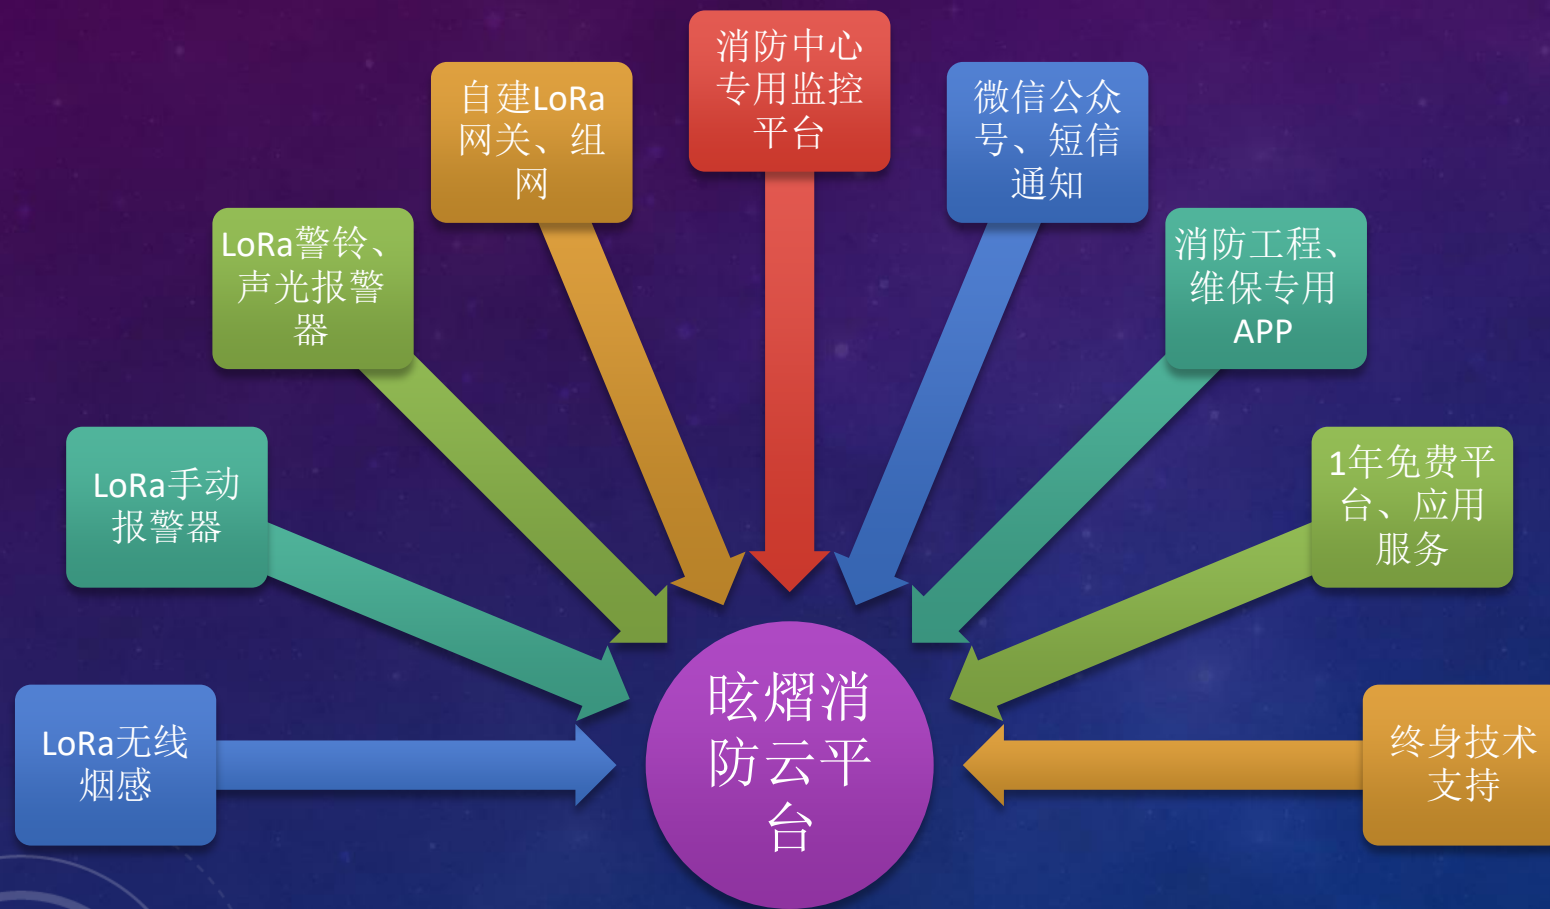 LoRa无线
烟感
LoRa手动
报警器
LoRa警铃、
声光报警
器
自建LoRa
网关、组
网
消防中心
专用监控
平台
微信公众
号、短信
通知
消防工程、
维保专用
APP
1年免费平
台、应用
服务
终身技术
支持
昡熠消
防云平
台